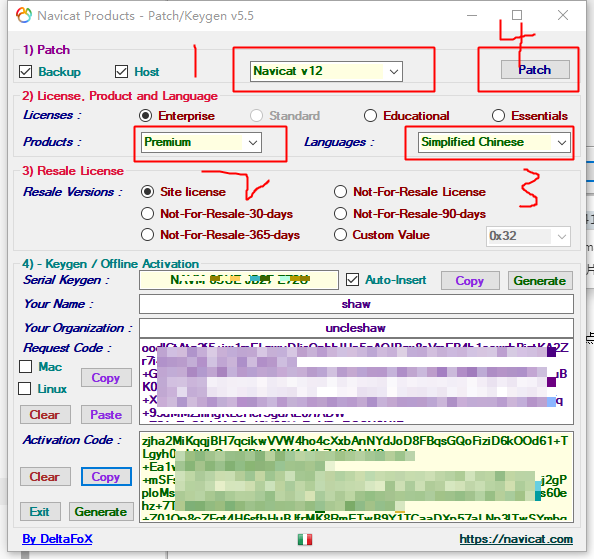 Navicat Products - Patch/Keygen v5.5
1) Patch
Backup
Host
Navicat v12
Patch
1
4
2) License, Product and Language
Licenses :
Enterprise
Standard
Educational
Essentials
Products :
Premium
Languages :
Simplified Chinese
3) Resale License
2
3
Resale Versions :
Site license
Not-For-Resale License
Not-For-Resale-30-days
Not-For-Resale-90-days
Not-For-Resale-365-days
Custom Value
0x32
4) - Keygen / Offline Activation
Serial Keygen :
Auto-Insert
Copy
Generate
Your Name :
shaw
Your Organization :
uncleshaw
Request Code :
Mac
Linux
Copy
Clear
Paste
Activation Code :
zjha2MiKqqjBH7qcikwVVW4ho4cXxbAnNYdJoD8FBqsGQoFiziD6kOOd61+T
Clear
Copy
Exit
Generate
By DeltaFoX
https://navicat.com